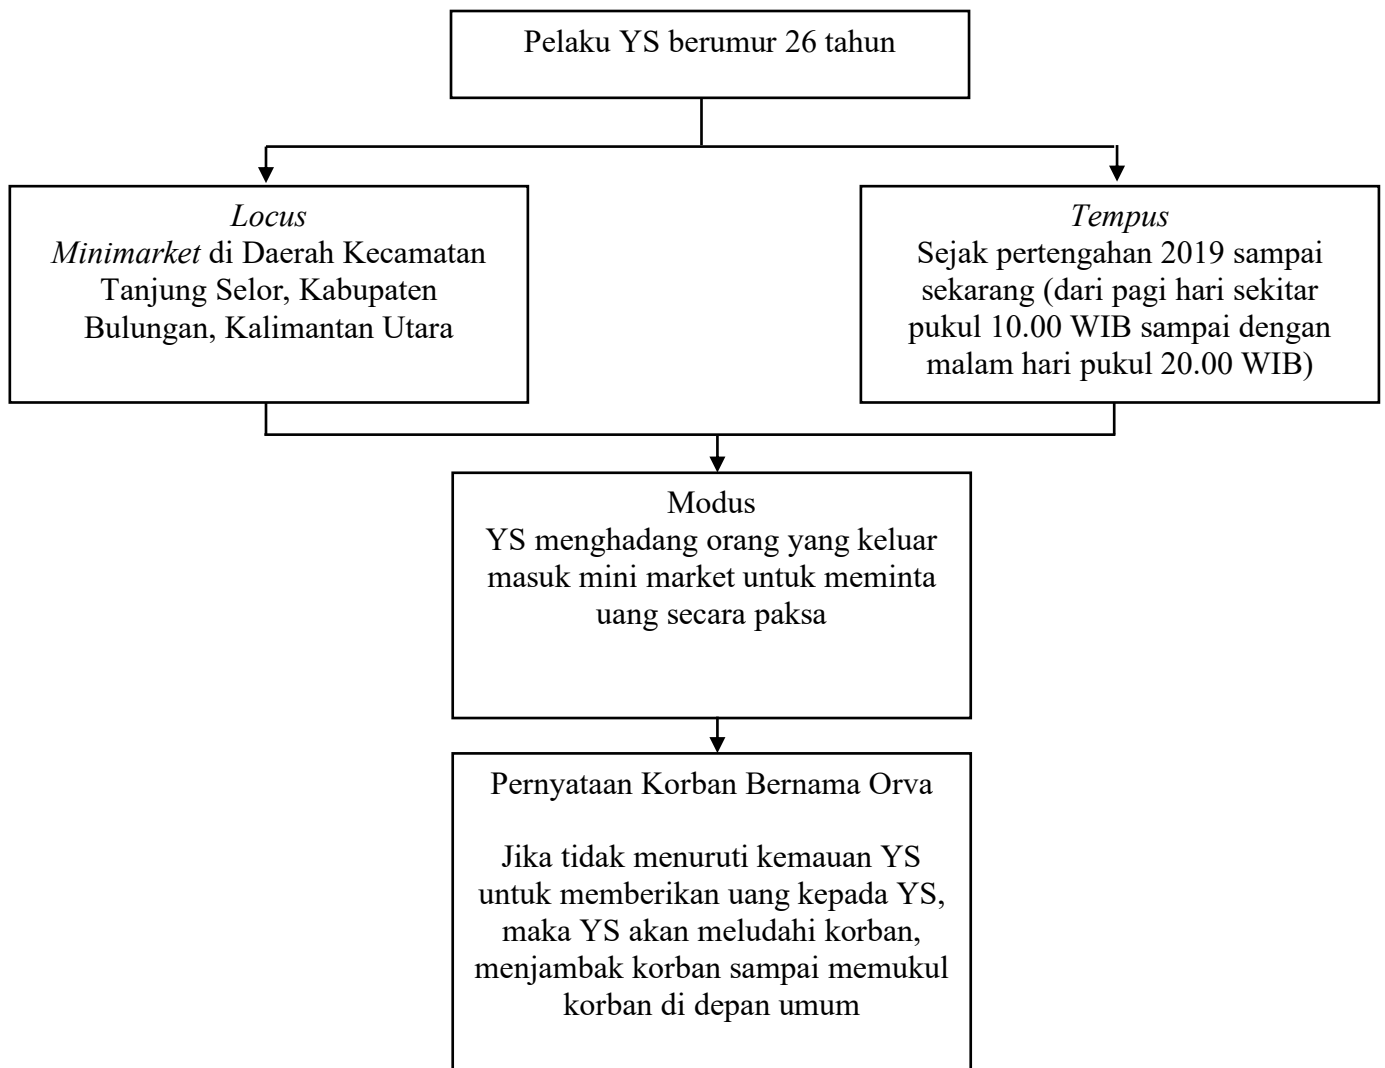 Pelaku YS berumur 26 tahun
Locus
Minimarket di Daerah Kecamatan
Tanjung Selor, Kabupaten
Bulungan, Kalimantan Utara
Tempus
Sejak pertengahan 2019 sampai
sekarang (dari pagi hari sekitar
pukul 10.00 WIB sampai dengan
malam hari pukul 20.00 WIB)
Modus
YS menghadang orang yang keluar
masuk mini market untuk meminta
uang secara paksa
Pernyataan Korban Bernama Orva
Jika tidak menuruti kemauan YS
untuk memberikan uang kepada YS,
maka YS akan meludahi korban,
menjambak korban sampai memukul
korban di depan umum